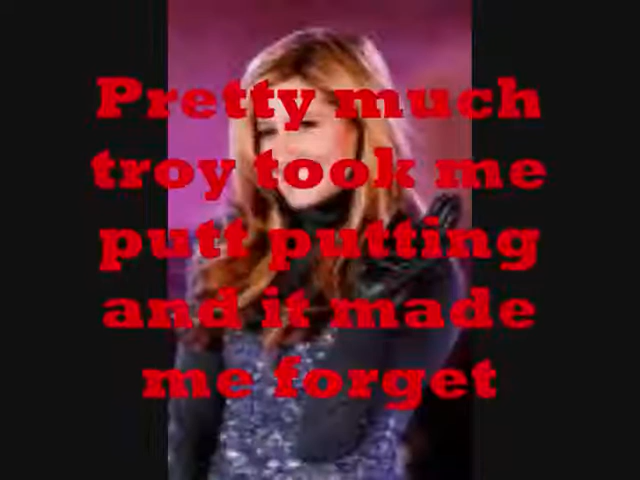 Pretty much
troy took me
putt putting
and it made
me forget